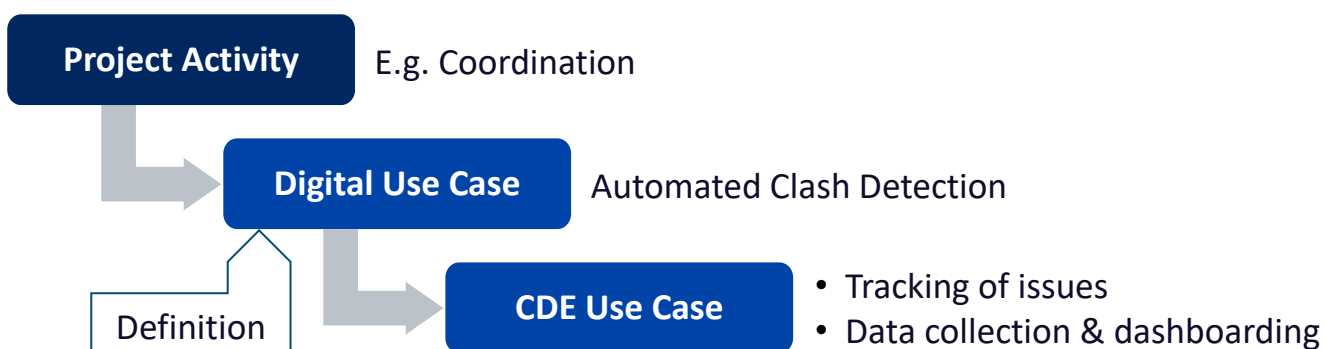 Project Activity
E.g. Coordination
Digital Use Case
Automated Clash Detection
Definition
CDE Use Case
• Tracking of issues
• Data collection & dashboarding